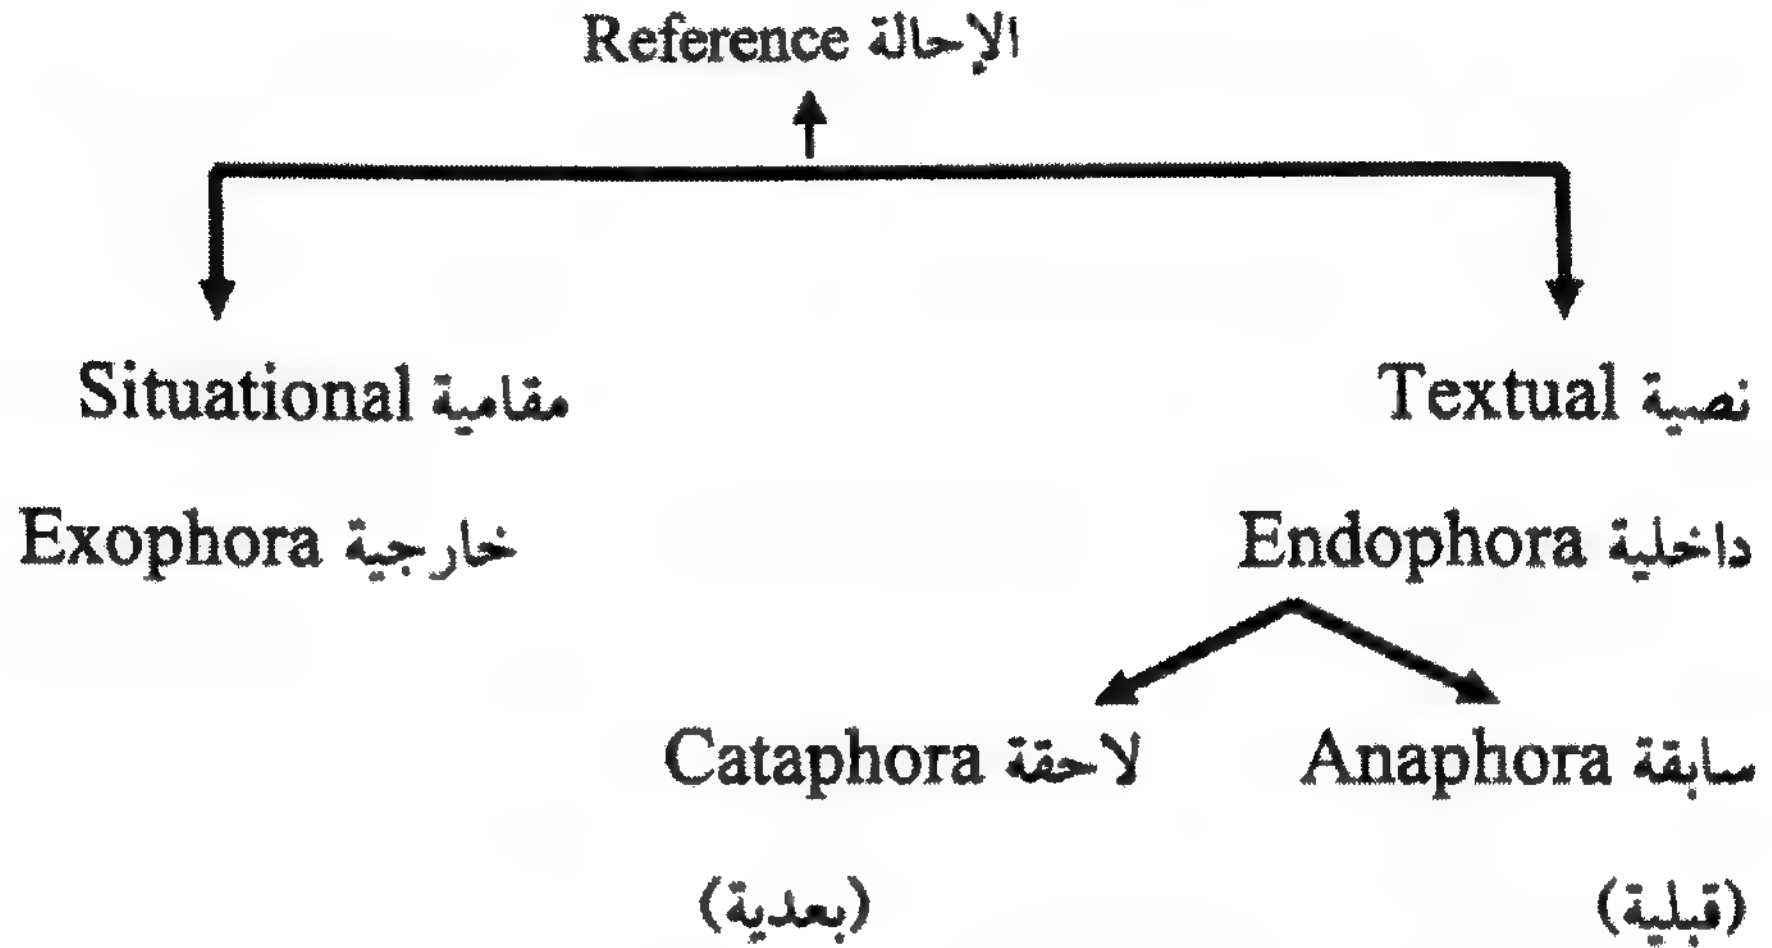 الإحالة Reference
نصية Textual
مقامية Situational
داخلية Endophora
خارجية Exophora
سابقة Anaphora
لاحقة Cataphora
(قبلية)
(بعدية)